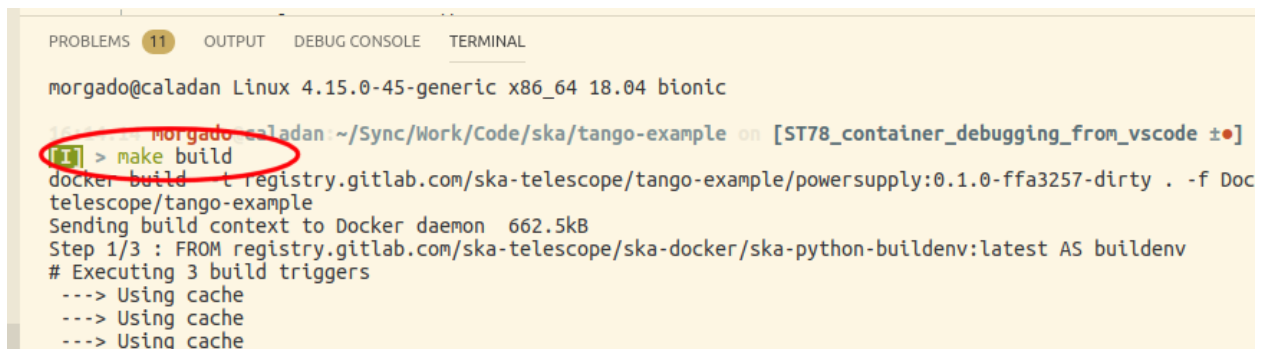 PROBLEMS 11 OUTPUT DEBUG CONSOLE TERMINAL
morgado@caladan Linux 4.15.0-45-generic x86_64 18.04 bionic
morgado caladan:~/Sync/Work/Code/ska/tango-example on [ST78_container_debugging_from_vscode ±●]
[I] > make build
docker build -t registry.gitlab.com/ska-telescope/tango-example/powersupply:0.1.0-ffa3257-dirty . -f Doc
telescope/tango-example
Sending build context to Docker daemon 662.5kB
Step 1/3 : FROM registry.gitlab.com/ska-telescope/ska-docker/ska-python-buildenv:latest AS buildenv
# Executing 3 build triggers
---> Using cache
---> Using cache
---> Using cache